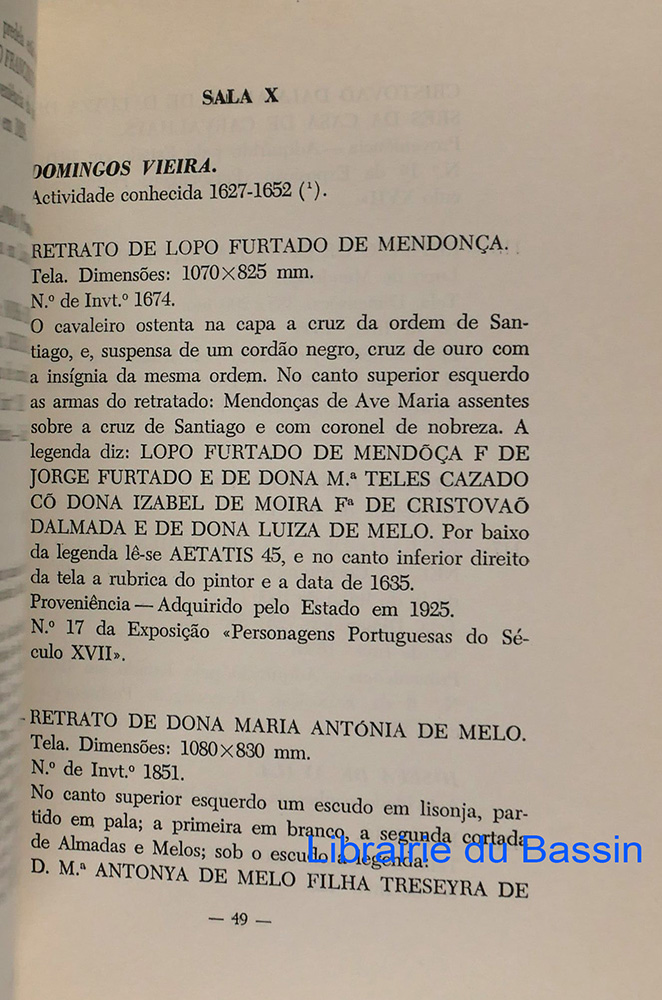 SALA X
DOMINGOS VIEIRA.
Actividade conhecida 1627-1652 (¹).
RETRATO DE LOPO FURTADO DE MENDONÇA.
Tela. Dimensões: 1070×825 mm.
N.º de Invt.º 1674.
O cavaleiro ostenta na capa a cruz da ordem de San-
tiago, e, suspensa de um cordão negro, cruz de ouro com
a insígnia da mesma ordem. No canto superior esquerdo
as armas do retratado: Mendonças de Ave Maria assentes
sobre a cruz de Santiago e com coronel de nobreza. A
legenda diz: LOPO FURTADO DE MENDÕÇA F DE
JORGE FURTADO E DE DONA M.ª TELES CAZADO
CÕ DONA IZABEL DE MOIRA Fª DE CRISTOVAÕ
DALMADA E DE DONA LUIZA DE MELO. Por baixo
da legenda lê-se AETATIS 45, e no canto inferior direito
da tela a rubrica do pintor e a data de 1635.
Proveniência — Adquirido pelo Estado em 1925.
N.º 17 da Exposição «Personagens Portuguesas do Sé-
culo XVII».
RETRATO DE DONA MARIA ANTÓNIA DE MELO.
Tela. Dimensões: 1080×830 mm.
N.º de Invt.º 1851.
No canto superior esquerdo um escudo em lisonja, par-
tido em pala; a primeira em branco, a segunda cortada
de Almadas e Melos; sob o escudo a legenda:
D. M.ª ANTONYA DE MELO FILHA TRESEYRA DE
— 49 —
Librairie du Bassin